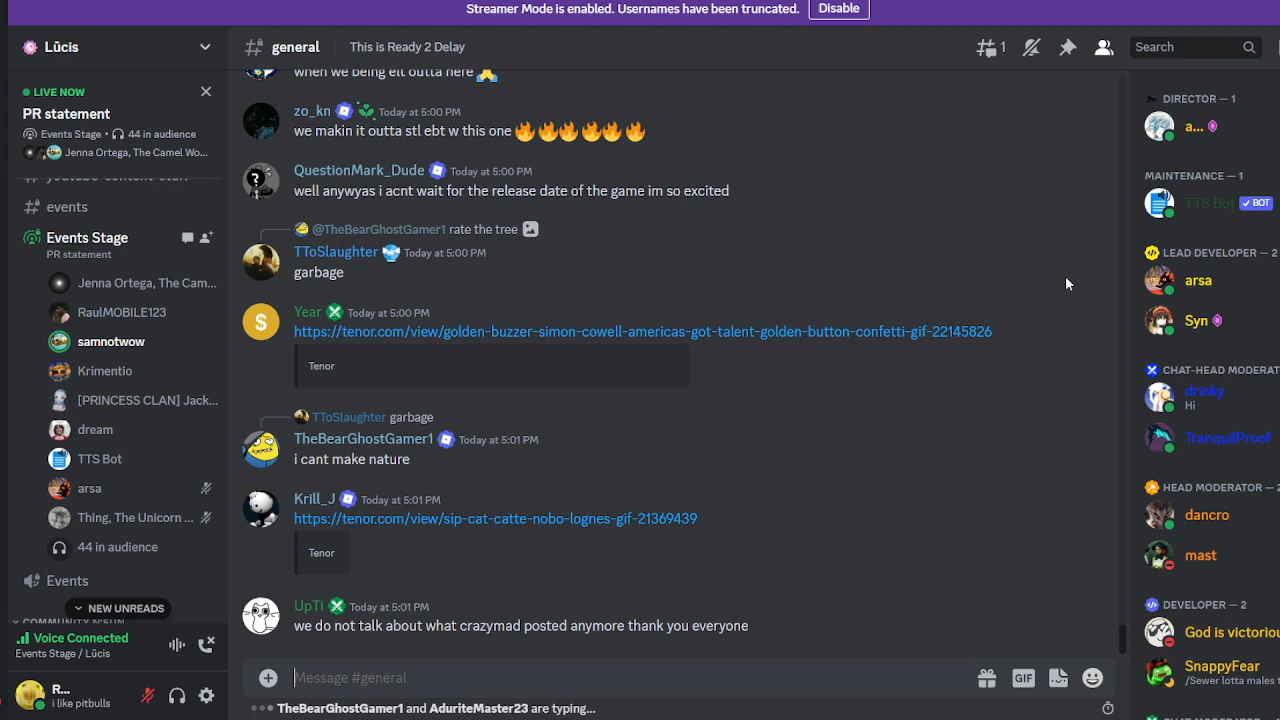 Streamer Mode is enabled. Usernames have been truncated. Disable
Lūcis
general This is Ready 2 Delay 1 Search
LIVE NOW
PR statement
Events Stage • 44 in audience
Jenna Ortega, The Camel Wo...
events
Events Stage
PR statement
Jenna Ortega, The Cam...
RaulMOBILE123
samnotwow
Krimentio
[PRINCESS CLAN] Jack...
dream
TTS Bot
arsa
Thing, The Unicorn ...
44 in audience
Events
NEW UNREADS
Voice Connected
Events Stage / Lūcis
R...
i like pitbulls
when we being elt outta here
zo_kn Today at 5:00 PM
we makin it outta stl ebt w this one 🔥🔥🔥🔥🔥🔥
QuestionMark_Dude Today at 5:00 PM
well anywyas i acnt wait for the release date of the game im so excited
@TheBearGhostGamer1 rate the tree
TToSlaughter Today at 5:00 PM
garbage
Year Today at 5:00 PM
https://tenor.com/view/golden-buzzer-simon-cowell-americas-got-talent-golden-button-confetti-gif-22145826
Tenor
TToSlaughter garbage
TheBearGhostGamer1 Today at 5:01 PM
i cant make nature
Krill_J Today at 5:01 PM
https://tenor.com/view/sip-cat-catte-nobo-lognes-gif-21369439
Tenor
UpTi Today at 5:01 PM
we do not talk about what crazymad posted anymore thank you everyone
Message #general
GIF
TheBearGhostGamer1 and AduriteMaster23 are typing...
DIRECTOR — 1
a...
MAINTENANCE — 1
TTS Bot BOT
LEAD DEVELOPER — 2
arsa
Syn
CHAT-HEAD MODERAT
drinky
Hi
TranquilProof
HEAD MODERATOR — 2
dancro
mast
DEVELOPER — 2
God is victoriou
SnappyFear
/Sewer lotta males t